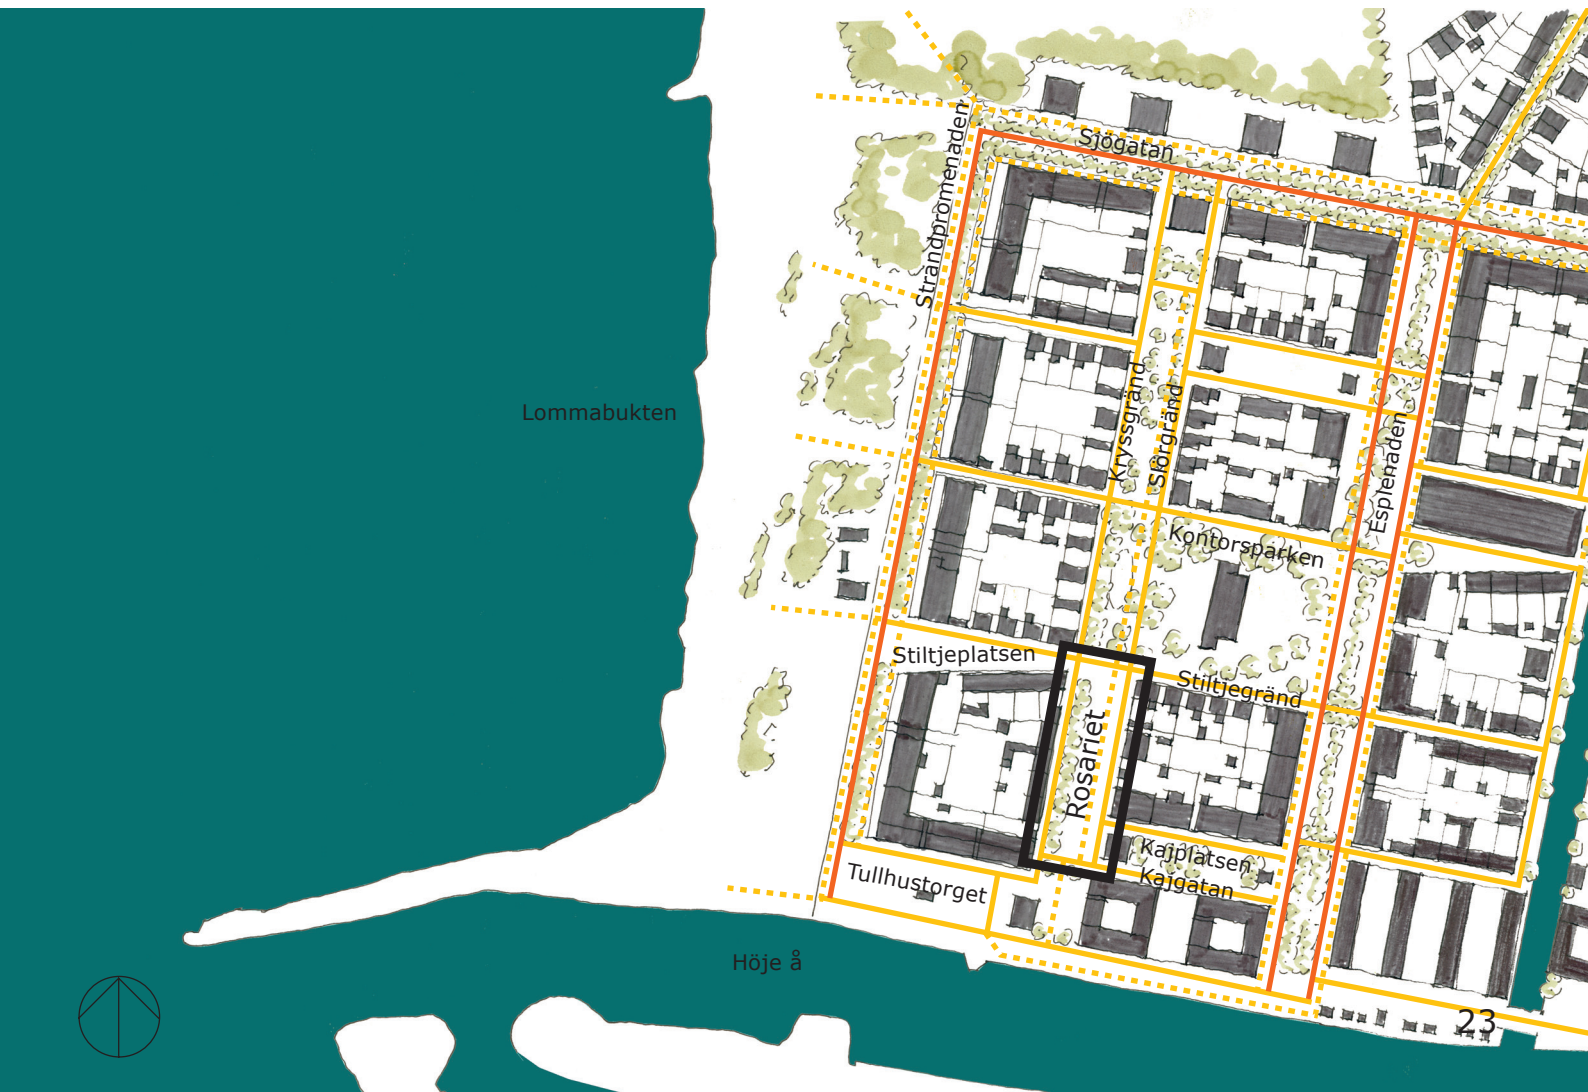 Sjögatan
Strandpromenaden
Lommabukten
Kryssgränd
Slörgränd
Esplenaden
Kontorsparken
Stiltjeplatsen
Stiltjegränd
Rosariet
Kajplatsen
Tullhustorget
Kajgatan
Höje å
23